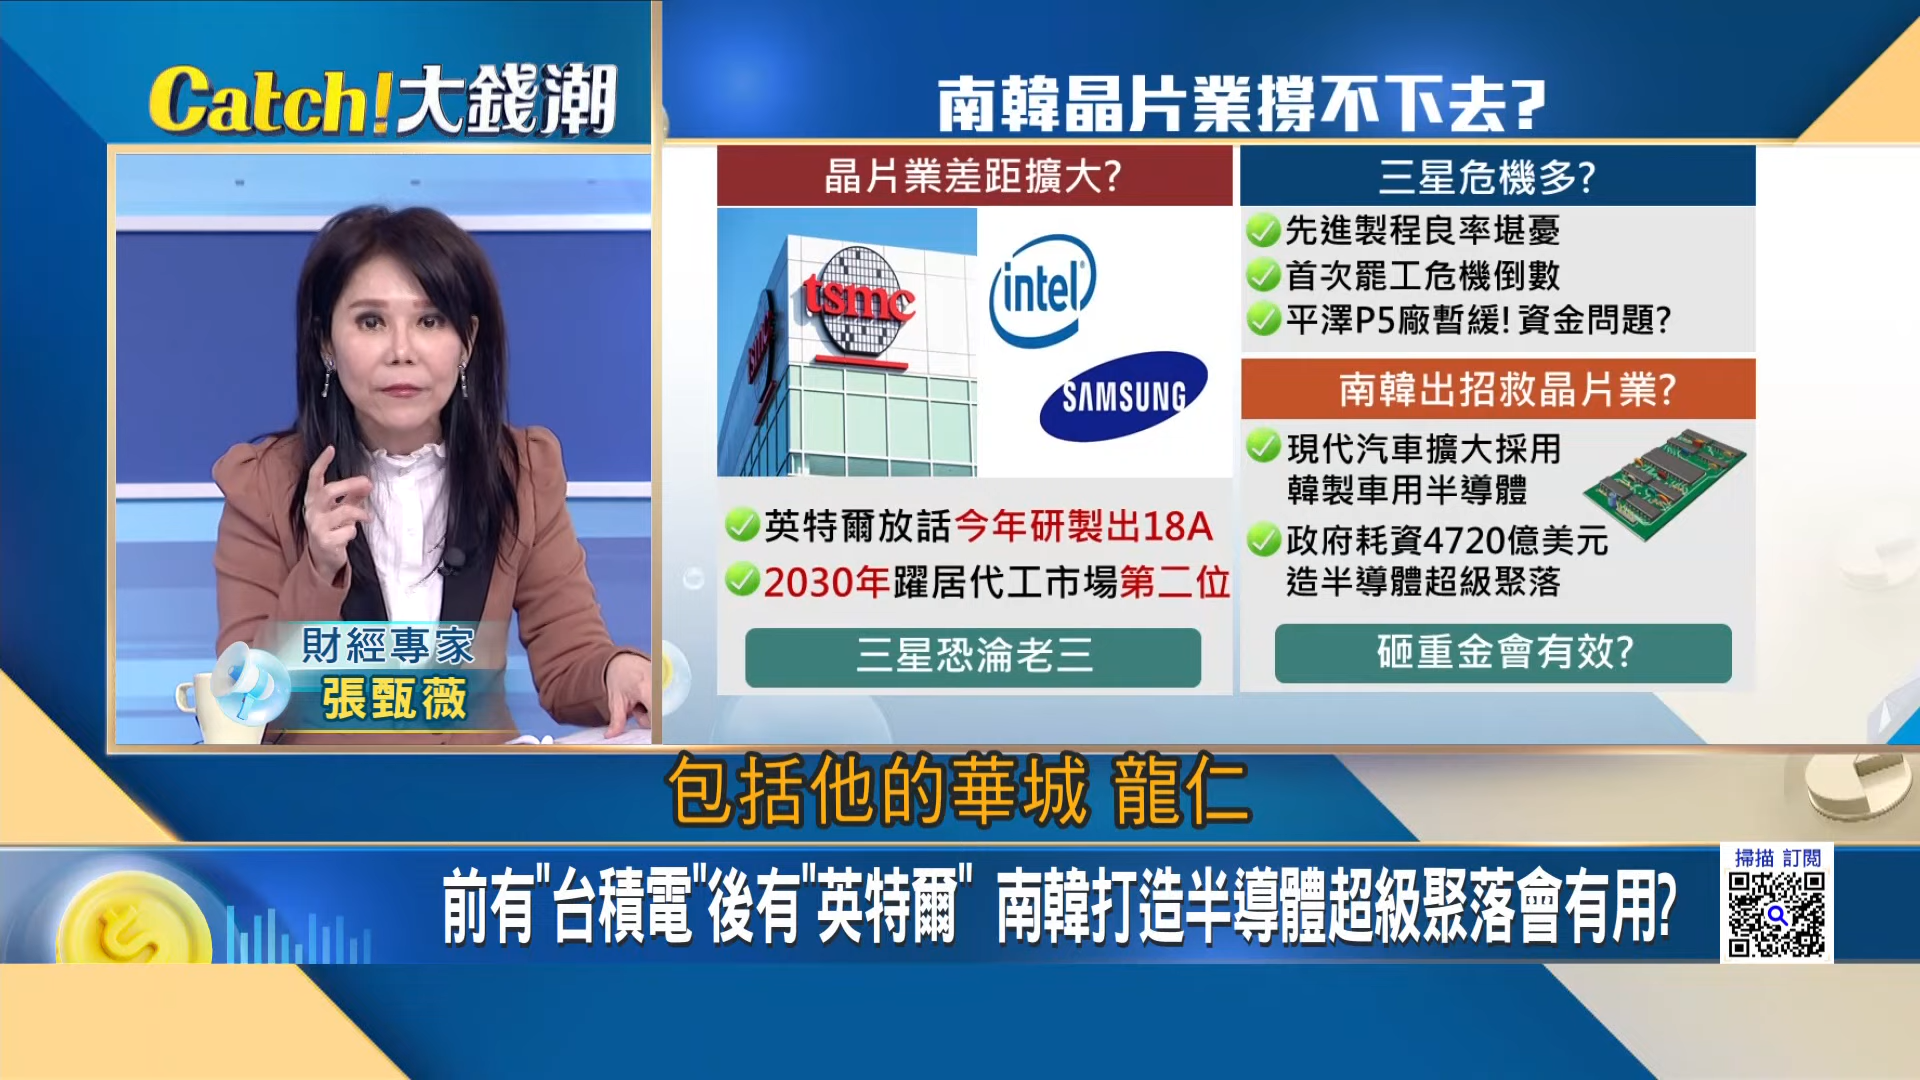 Catch!大錢潮
南韓晶片業撐不下去?
晶片業差距擴大?
tsmc
tsmc
intel
SAMSUNG
英特爾放話今年研製出18A
2030年躍居代工市場第二位
三星恐淪老三
三星危機多?
先進製程良率堪憂
首次罷工危機倒數
平澤P5廠暫緩!資金問題?
南韓出招救晶片業?
現代汽車擴大採用
韓製車用半導體
政府耗資4720億美元
造半導體超級聚落
砸重金會有效?
財經專家
張甄薇
包括他的華城 龍仁
前有"台積電"後有"英特爾" 南韓打造半導體超級聚落會有用?
掃描 訂閱